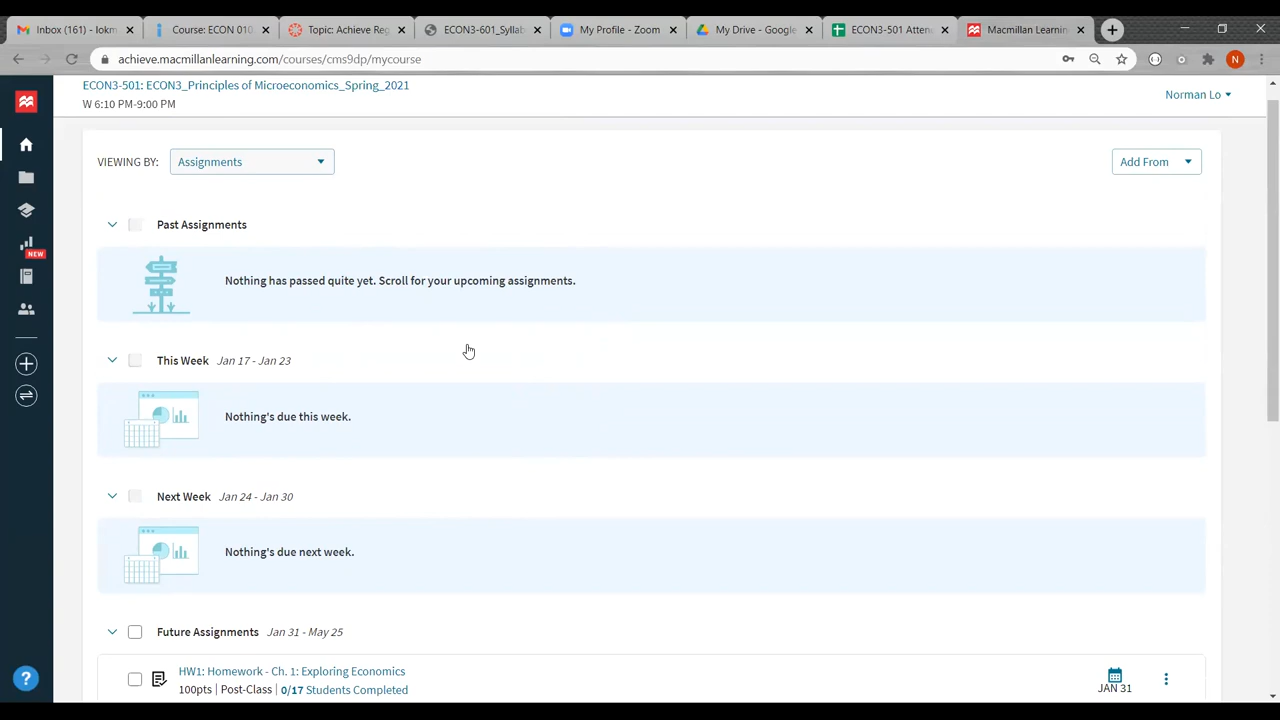 Inbox (161) - lokm
Course: ECON 010
Topic: Achieve Reg
ECON3-601_Sylla
My Profile - Zoom
My Drive - Google
ECON3-501 Atten
Macmillan Learnin
achieve.macmillanlearning.com/courses/cms9dp/mycourse
N
ECON3-501: ECON3_Principles of Microeconomics_Spring_2021
W 6:10 PM-9:00 PM
Norman Lo
VIEWING BY:
Assignments
Add From
Past Assignments
NEW
Nothing has passed quite yet. Scroll for your upcoming assignments.
This Week Jan 17 - Jan 23
Nothing's due this week.
Next Week Jan 24 - Jan 30
Nothing's due next week.
Future Assignments Jan 31 - May 25
HW1: Homework - Ch. 1: Exploring Economics
100pts | Post-Class | 0/17 Students Completed
JAN 31
?